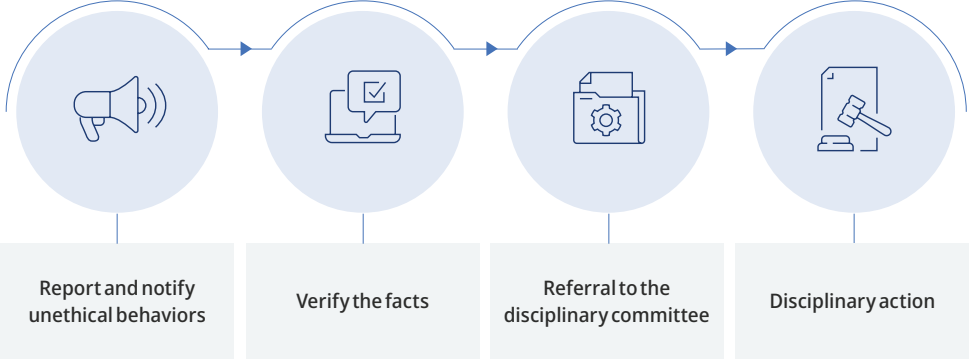 Report and notify
unethical behaviors
Verify the facts
Referral to the
disciplinary committee
Disciplinary action